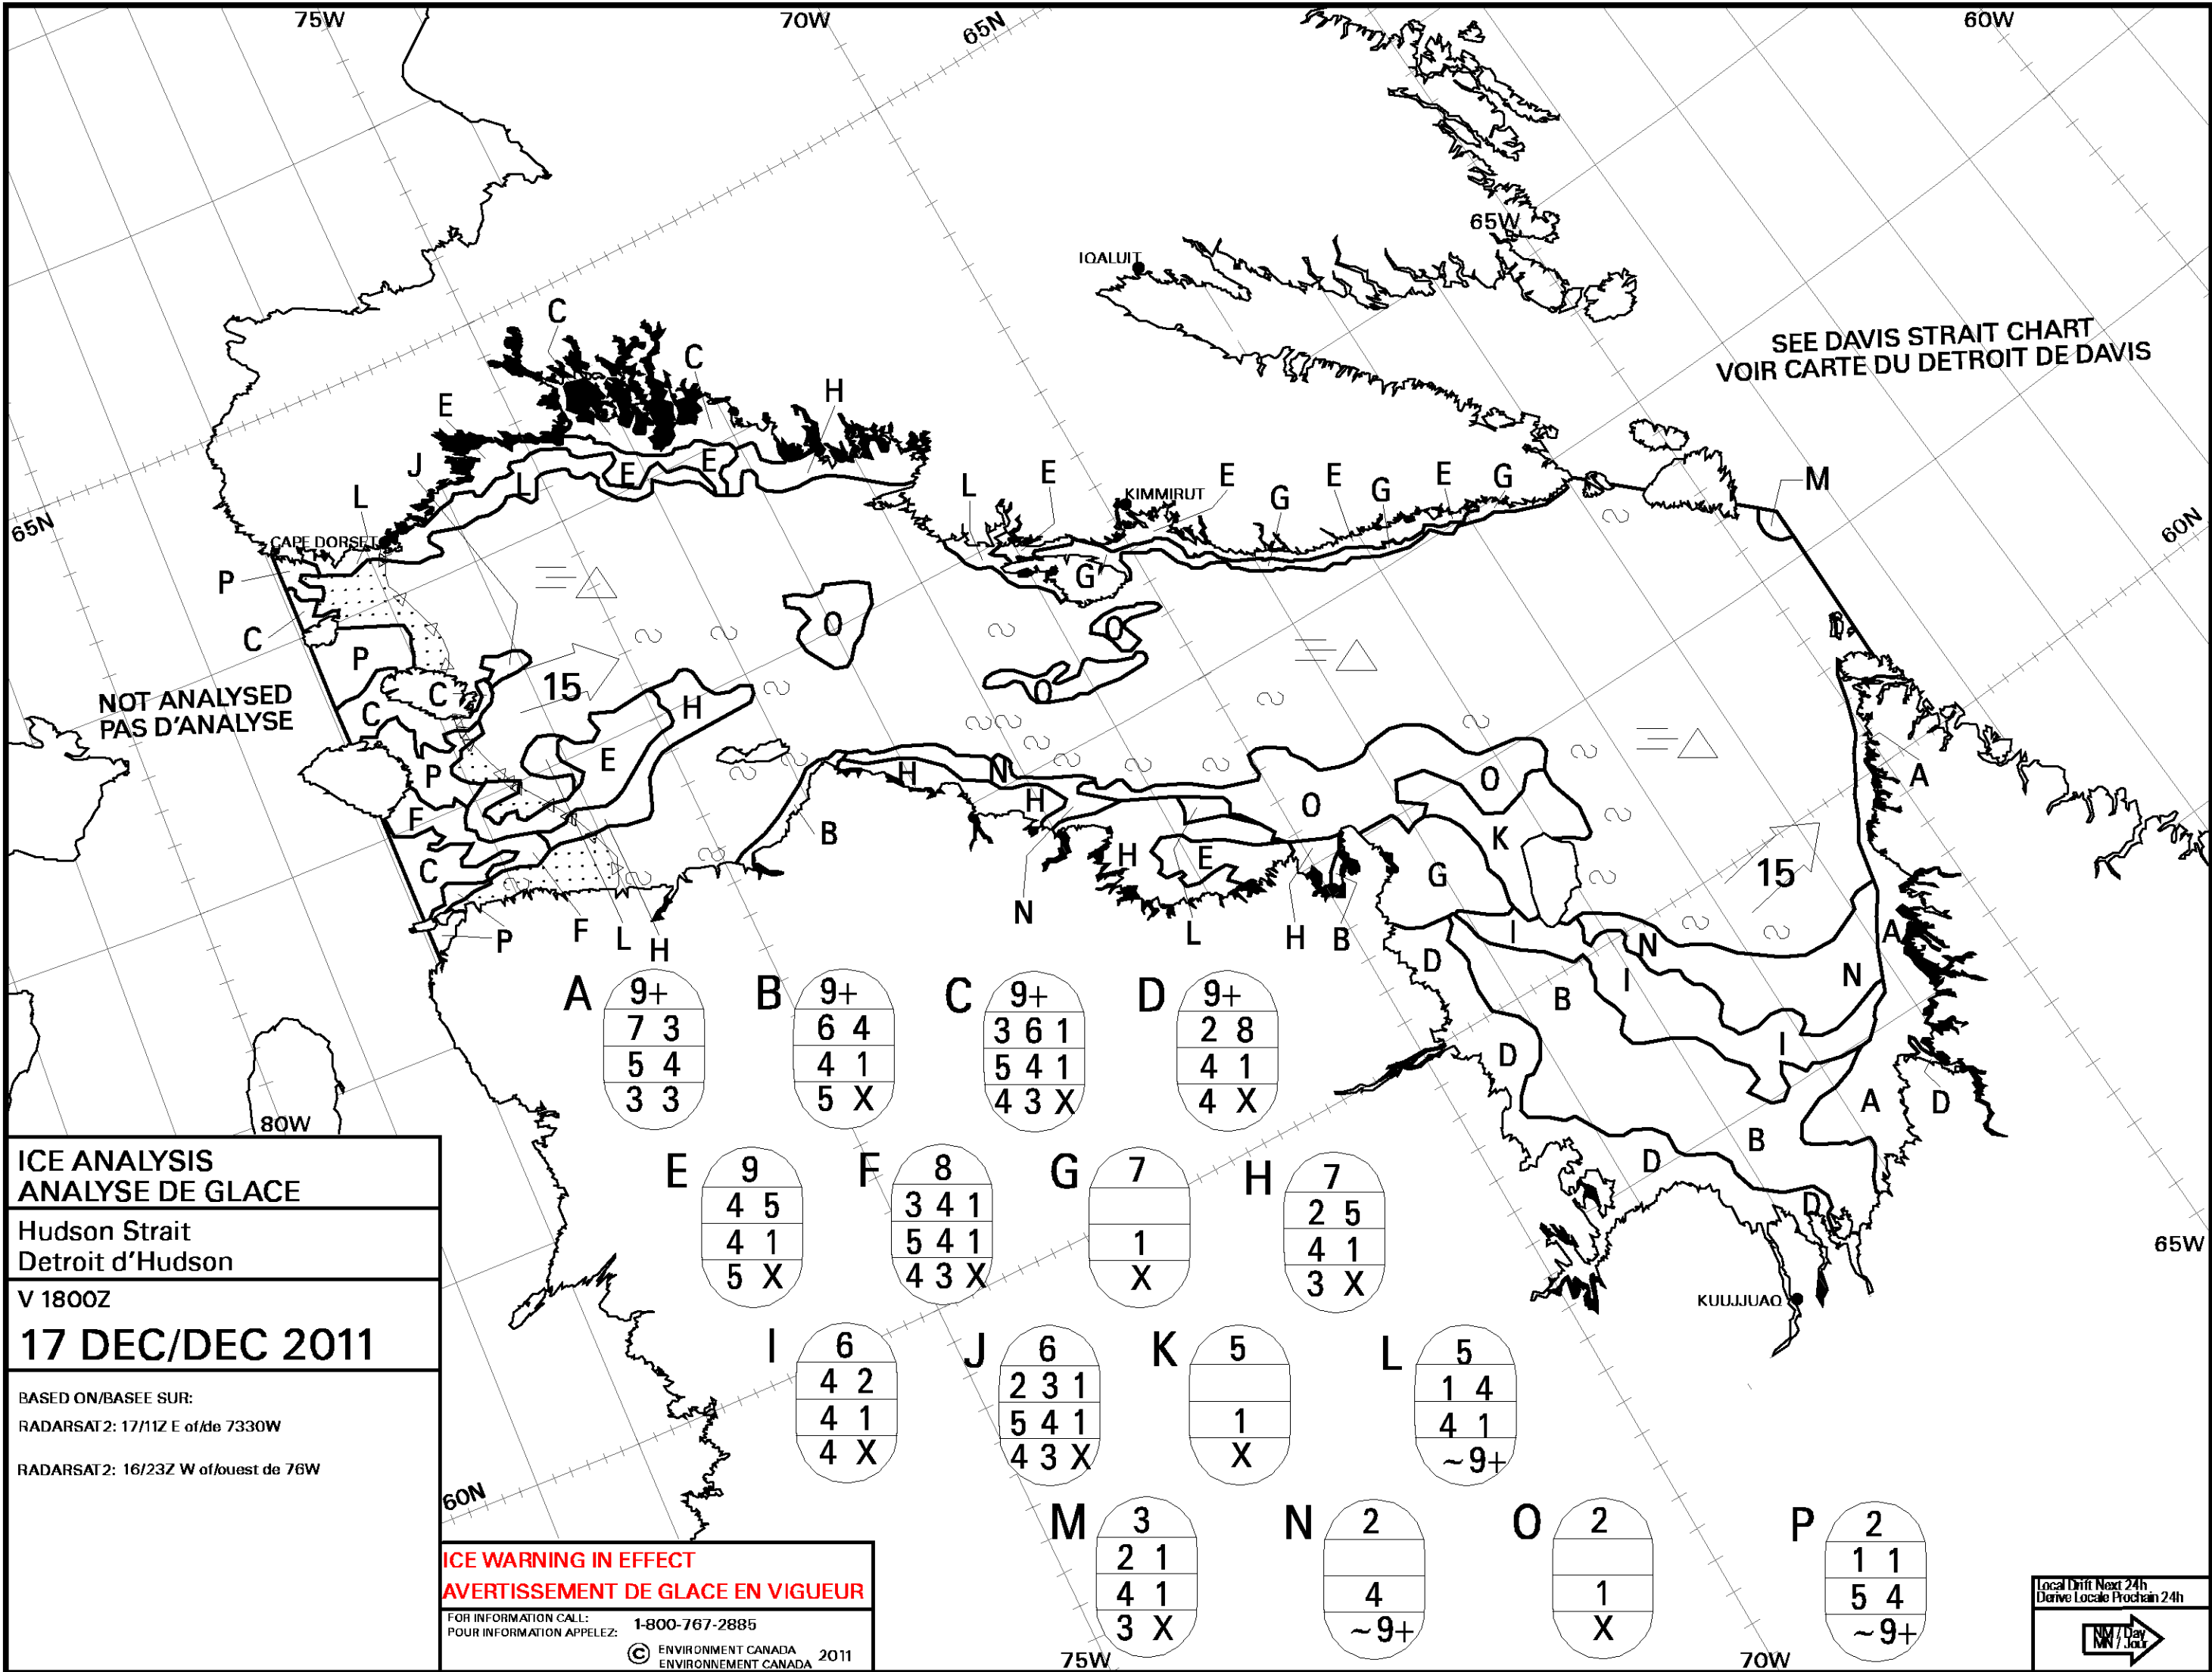 75W
70W
65N
60W
65W
IQALUIT
SEE DAVIS STRAIT CHART
VOIR CARTE DU DETROIT DE DAVIS
C
C
H
E
J
L
E
E
L
L
E
KIMMIRUT
E
G
E
G
E
G
M
65N
CAPE DORSET
60N
P
G
C
O
O
P
C
15
O
H
NOT ANALYSED
PAS D'ANALYSE
C
E
P
H
N
O
A
F
H
B
O
K
C
H
E
G
15
N
P
F
L
H
L
H
B
D
I
N
A
I
B
N
A
9+
7 3
5 4
3 3
B
9+
6 4
4 1
5 X
C
9+
3 6 1
5 4 1
4 3 X
D
9+
2 8
4 1
4 X
D
I
A
D
80W
B
D
D
E
9
4 5
4 1
5 X
F
8
3 4 1
5 4 1
4 3 X
G
7
1
X
H
7
2 5
4 1
3 X
65W
KUUJJUAQ
I
6
4 2
4 1
4 X
J
6
2 3 1
5 4 1
4 3 X
K
5
1
X
L
5
1 4
4 1
~9+
60N
M
3
2 1
4 1
3 X
N
2
4
~9+
O
2
1
X
P
2
1 1
5 4
~9+
75W
70W
ICE ANALYSIS
ANALYSE DE GLACE
Hudson Strait
Detroit d'Hudson
V 1800Z
17 DEC/DEC 2011
BASED ON/BASEE SUR:
RADARSAT2: 17/11Z E of/de 7330W
RADARSAT2: 16/23Z W of/ouest de 76W
ICE WARNING IN EFFECT
AVERTISSEMENT DE GLACE EN VIGUEUR
FOR INFORMATION CALL:
POUR INFORMATION APPELEZ: 1-800-767-2885
© ENVIRONMENT CANADA
ENVIRONNEMENT CANADA 2011
Local Drift Next 24h
Derive Locale Prochain 24h
NM / Day
MN / Jour